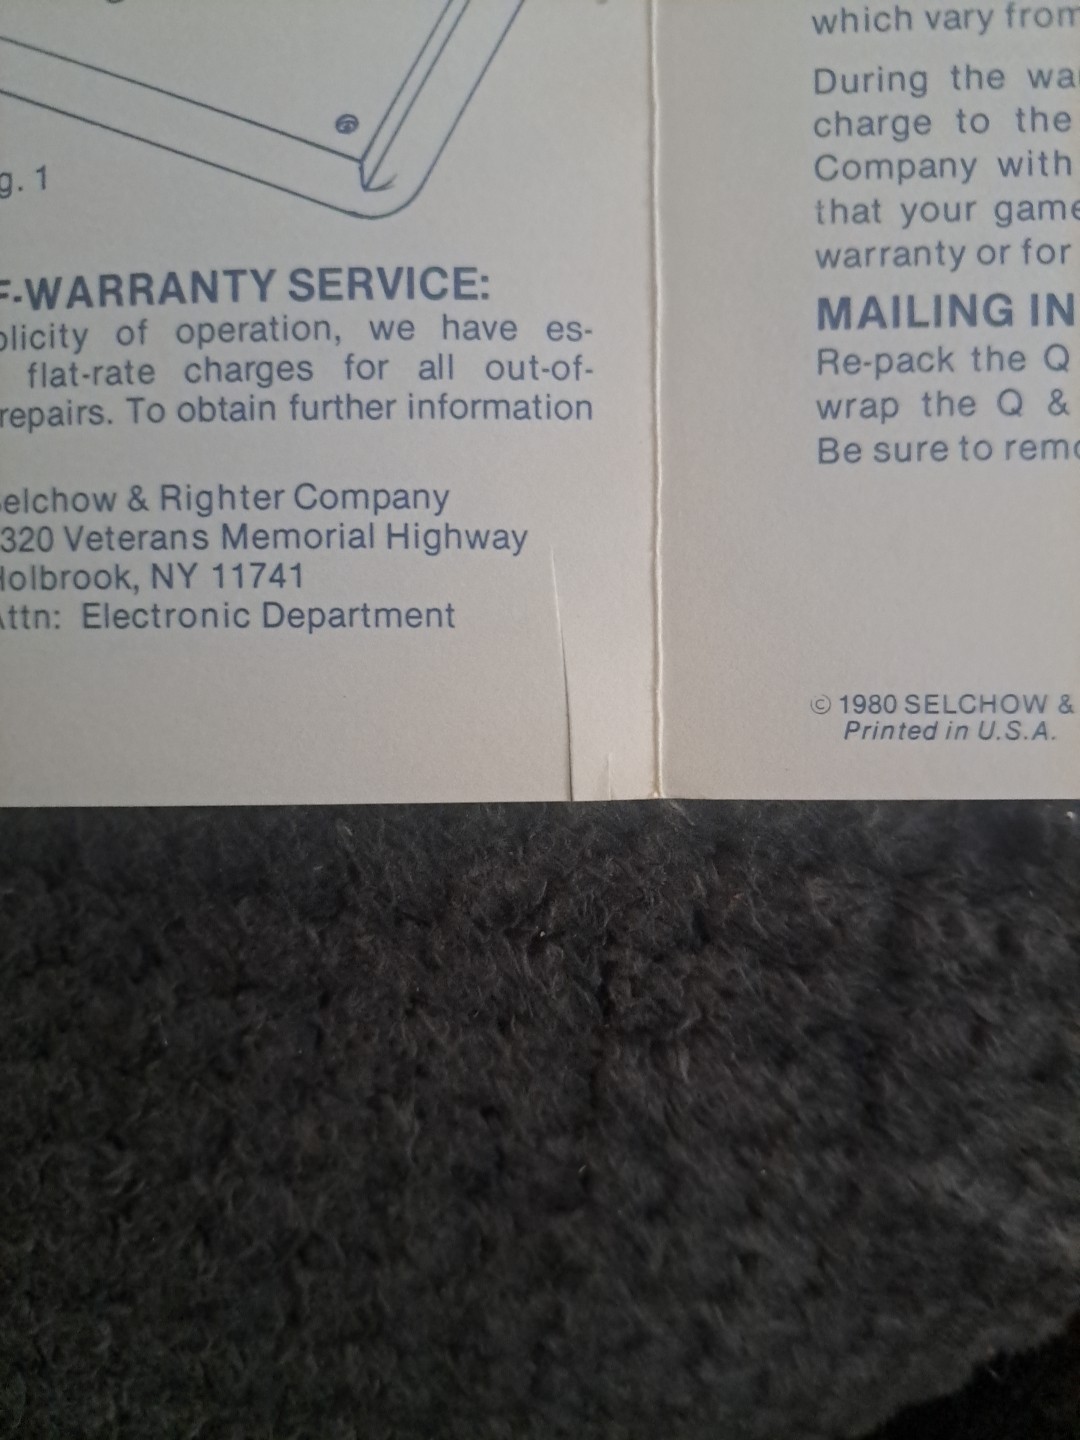 g. 1
F-WARRANTY SERVICE:
plicity of operation, we have es-
flat-rate charges for all out-of-
repairs. To obtain further information
elchow & Righter Company
320 Veterans Memorial Highway
olbrook, NY 11741
ttn: Electronic Department
which vary from
During the wa
charge to the
Company with
that your game
warranty or for
MAILING IN
Re-pack the Q
wrap the Q &
Be sure to remo
© 1980 SELCHOW &
Printed in U.S.A.